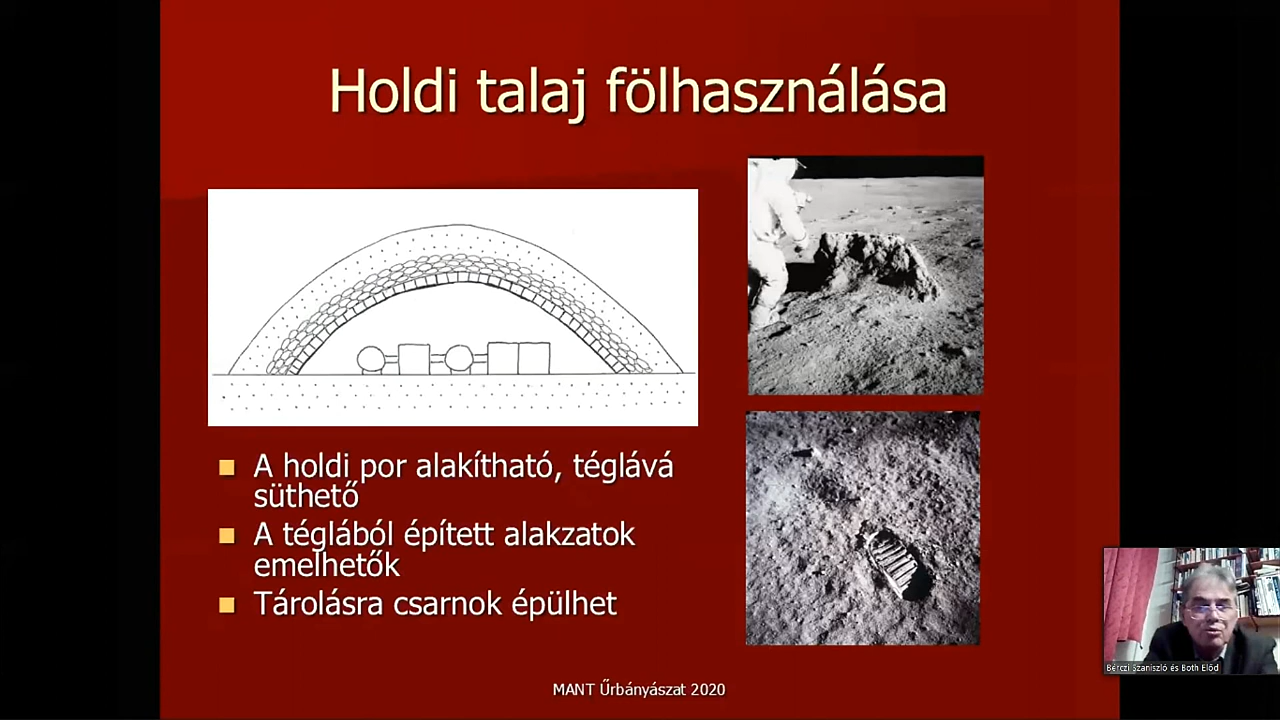 Holdi talaj fölhasználása
A holdi por alakítható, téglává
süthető
A téglából épített alakzatok
emelhetők
Tárolásra csarnok épülhet
MANT Űrbányászat 2020
Bérczi Szaniszló és Both Előd